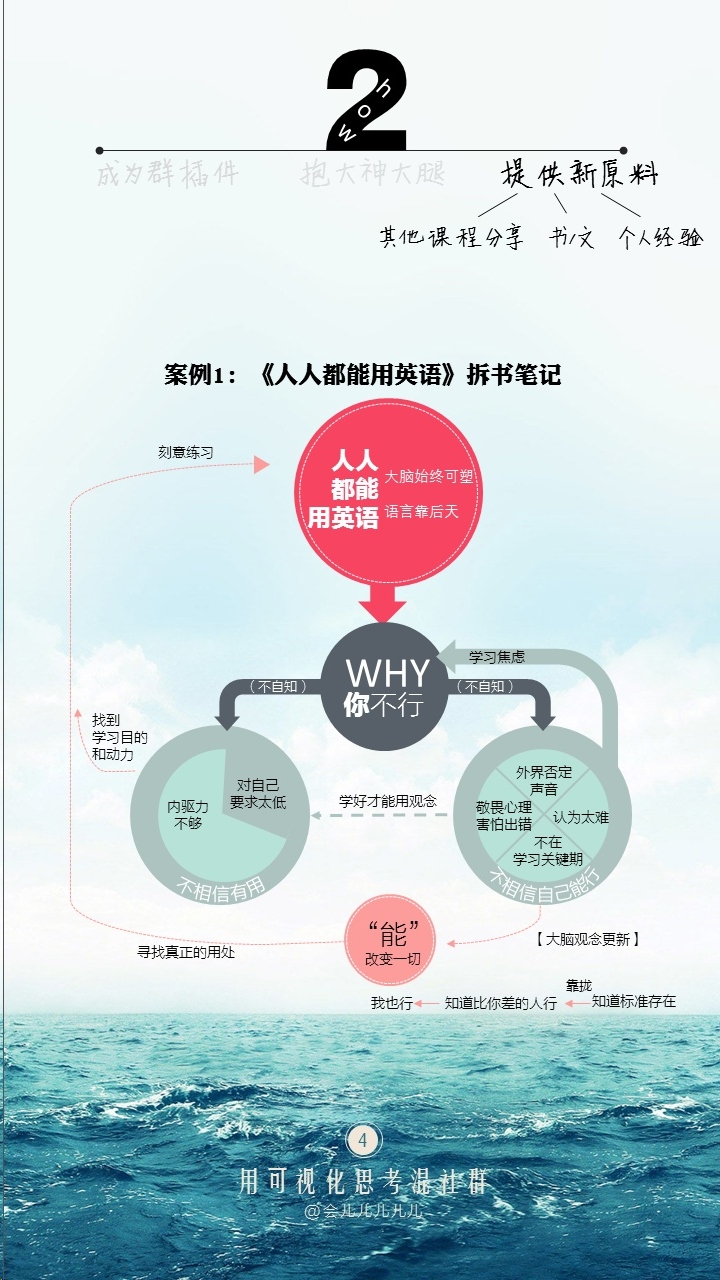 2
how
成为群插件 抱大神大腿 提供新原料
其他课程分享 书/文 个人经验
案例1：《人人都能用英语》拆书笔记
刻意练习
人人
都能
用英语
大脑始终可塑
语言靠后天
WHY
你不行
学习焦虑
（不自知）
（不自知）
找到
学习目的
和动力
对自己
要求太低
内驱力
不够
不相信有用
学好才能用观念
外界否定
声音
敬畏心理
害怕出错
认为太难
不在
学习关键期
不相信自己能行
“能”
改变一切
寻找真正的用处
【大脑观念更新】
靠拢
我也行 知道比你差的人行 知道标准存在
4
用可视化思考混社群
@会儿儿儿儿儿